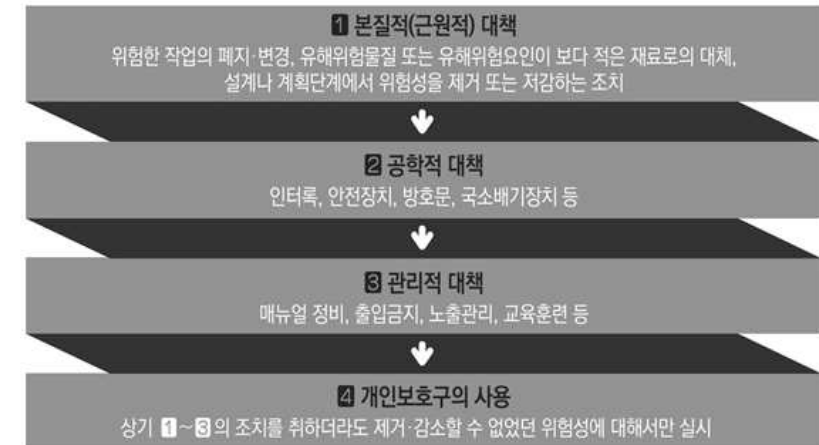 1 본질적(근원적) 대책
위험한 작업의 폐지·변경, 유해위험물질 또는 유해위험요인이 보다 적은 재료로의 대체,
설계나 계획단계에서 위험성을 제거 또는 저감하는 조치
2 공학적 대책
인터록, 안전장치, 방호문, 국소배기장치 등
3 관리적 대책
매뉴얼 정비, 출입금지, 노출관리, 교육훈련 등
4 개인보호구의 사용
상기 1~3의 조치를 취하더라도 제거·감소할 수 없었던 위험성에 대해서만 실시